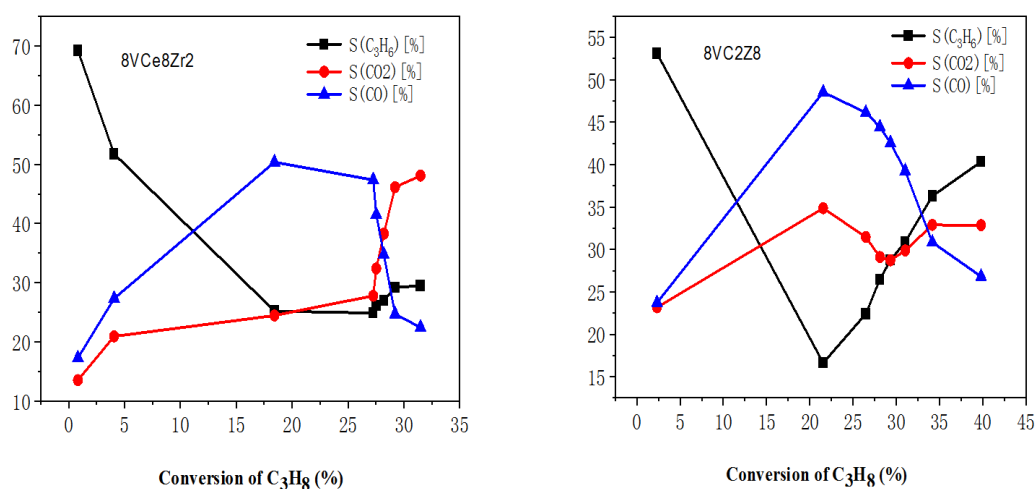 8VCe8Zr2
S(C₃H₆)[%]
S(CO2)[%]
S(CO)[%]
70
60
50
40
30
20
10
0 5 10 15 20 25 30 35
Conversion of C₃H₈ (%)
8VC2Z8
S(C₃H₆)[%]
S(CO2)[%]
S(CO)[%]
55
50
45
40
35
30
25
20
15
0 5 10 15 20 25 30 35 40 45
Conversion of C₃H₈ (%)